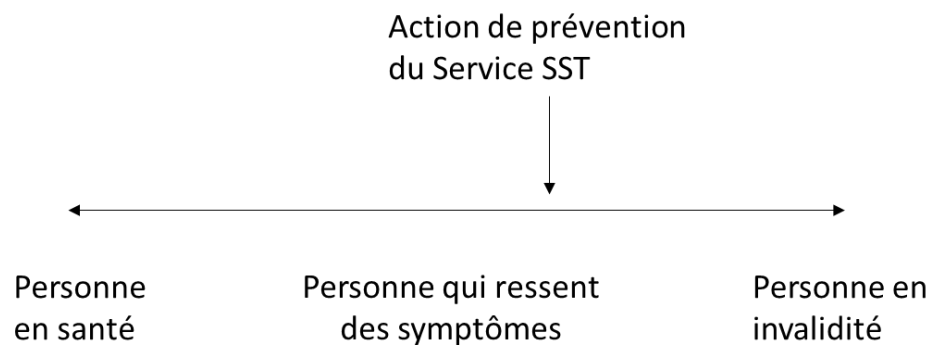 Action de prévention
du Service SST
Personne
en santé
Personne qui ressent
des symptômes
Personne en
invalidité